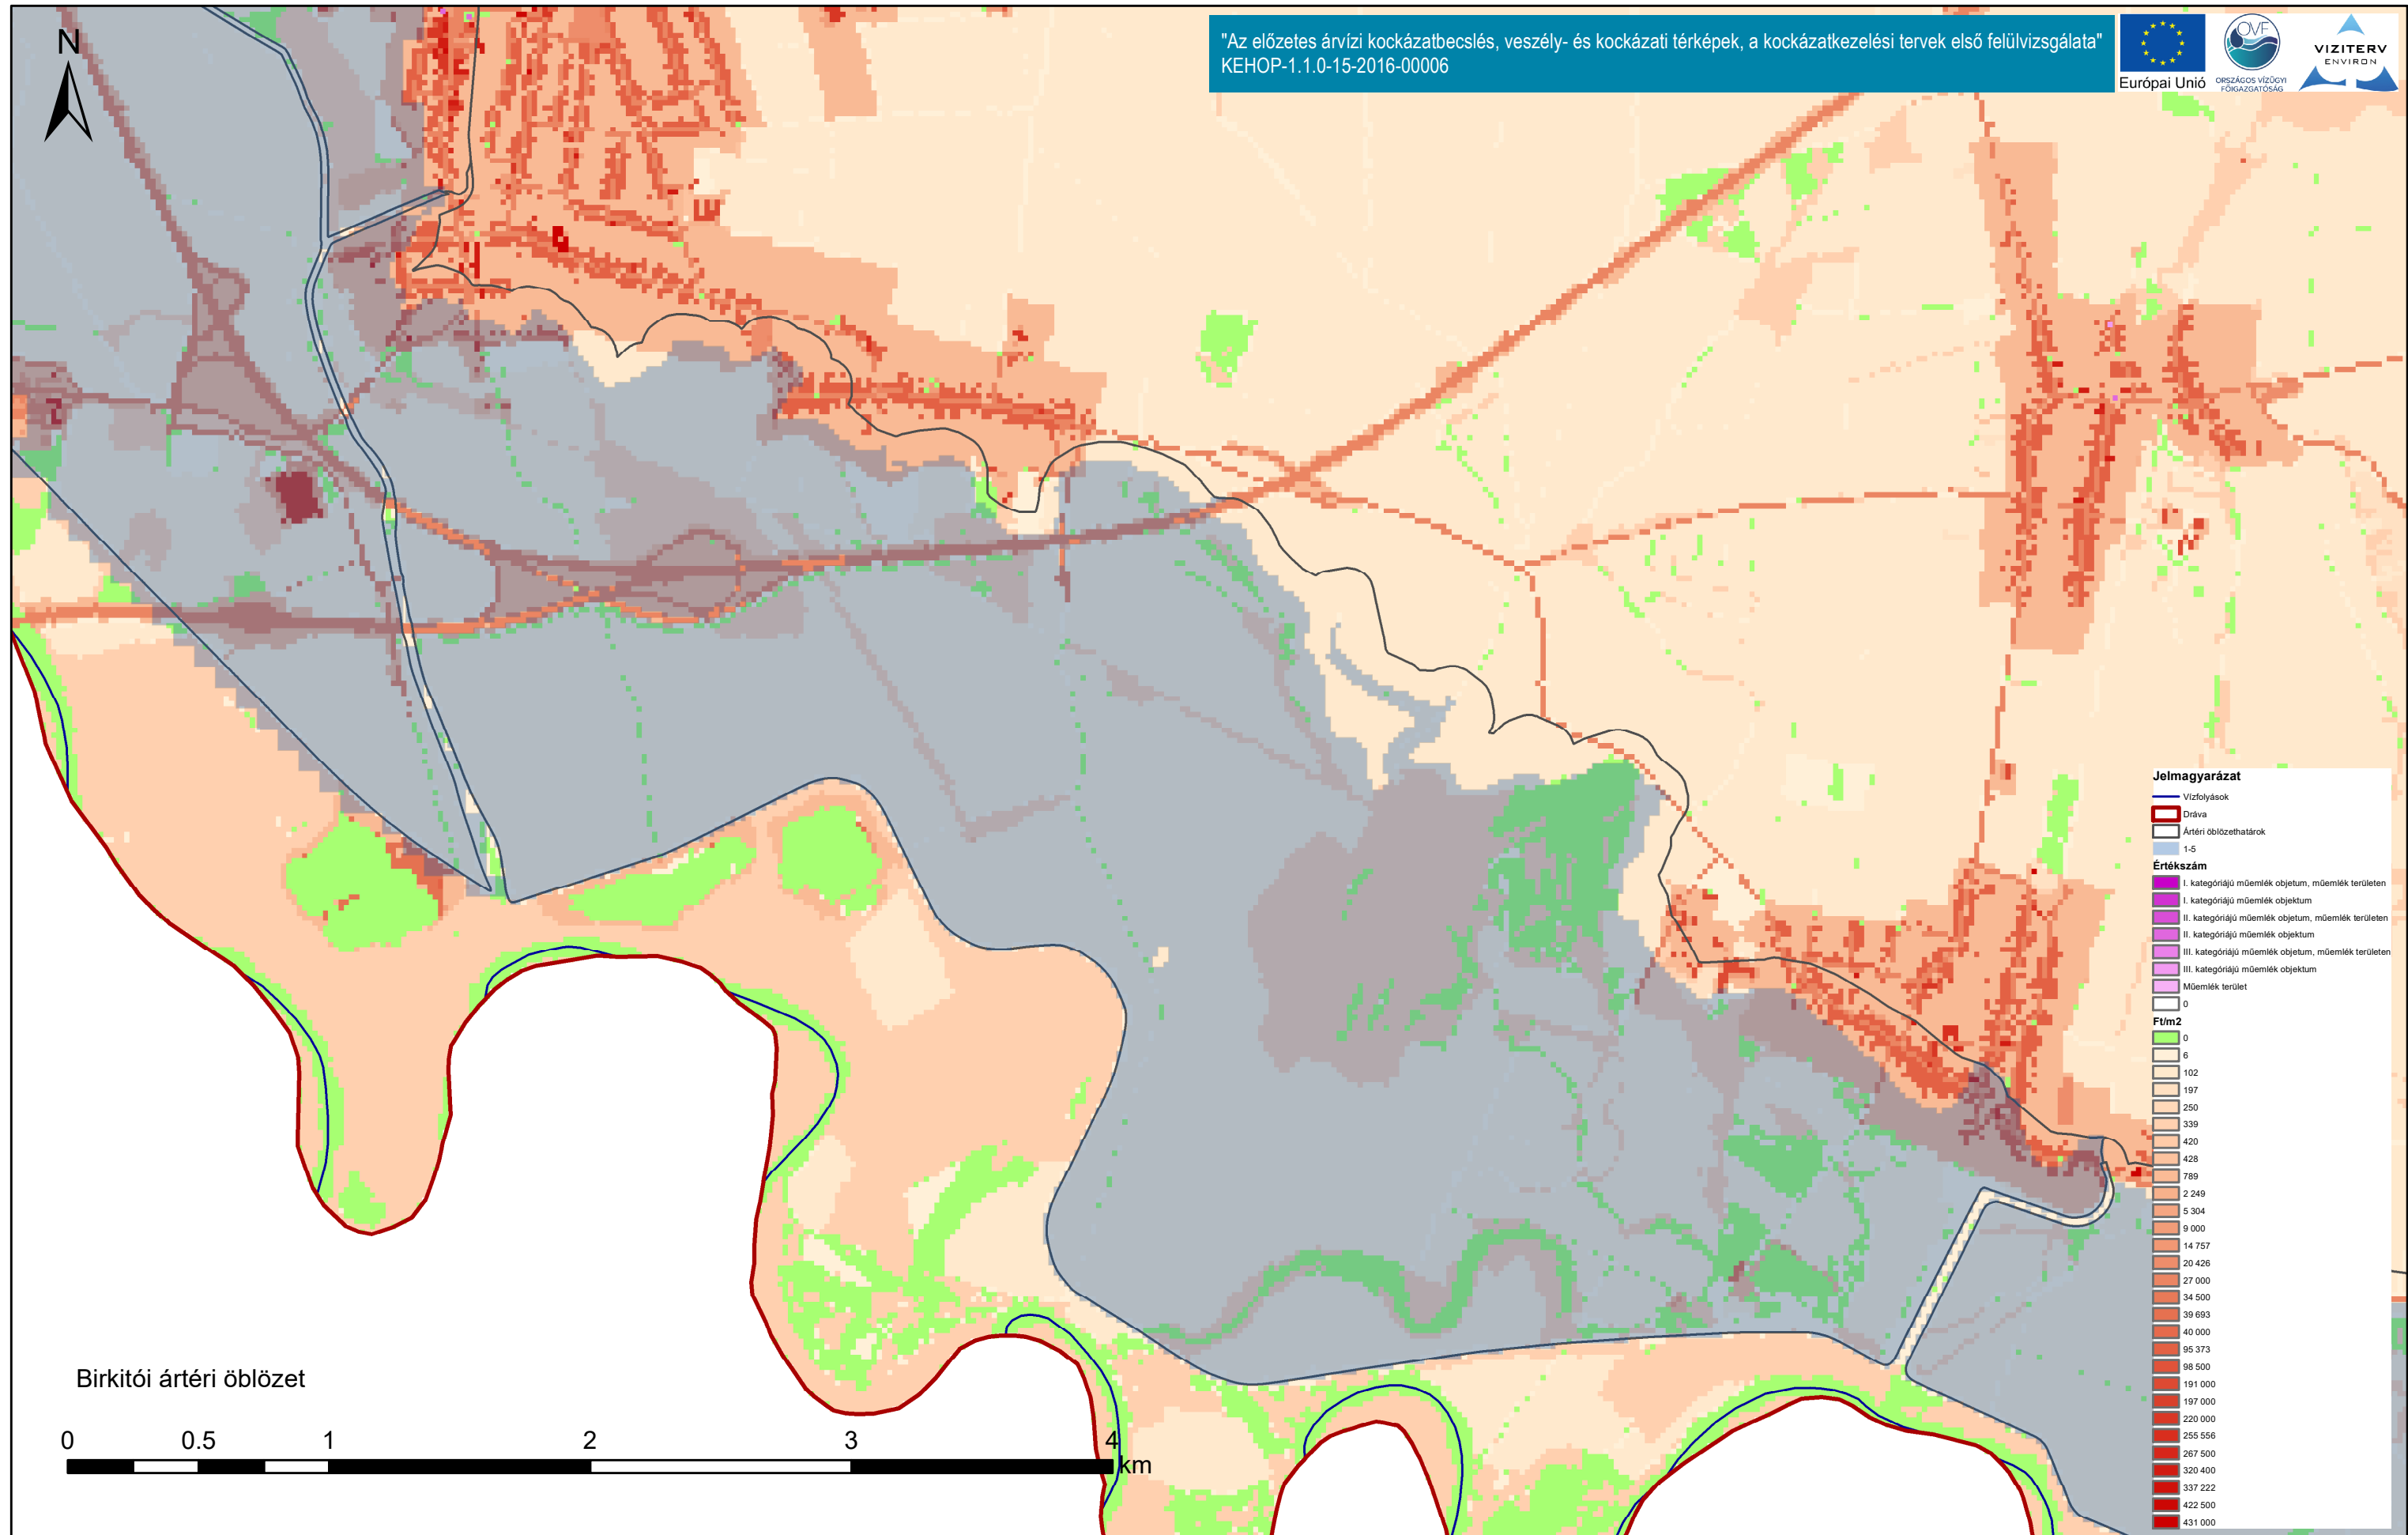 N
"Az előzetes árvízi kockázatbecslés, veszély- és kockázati térképek, a kockázatkezelési tervek első felülvizsgálata"
KEHOP-1.1.0-15-2016-00006
Európai Unió
OVF
ORSZÁGOS VÍZÜGYI
FŐIGAZGATÓSÁG
VIZITERV
ENVIRON
Jelmagyarázat
Vízfolyások
Dráva
Ártéri öblözethatárok
1-5
Értékszám
I. kategóriájú műemlék objetum, műemlék területen
I. kategóriájú műemlék objektum
II. kategóriájú műemlék objetum, műemlék területen
II. kategóriájú műemlék objektum
III. kategóriájú műemlék objetum, műemlék területen
III. kategóriájú műemlék objektum
Műemlék terület
0
Ft/m2
0
6
102
197
250
339
420
428
789
2 249
5 304
9 000
14 757
20 426
27 000
34 500
39 693
40 000
95 373
98 500
191 000
197 000
220 000
255 556
267 500
320 400
337 222
422 500
431 000
Birkitói ártéri öblözet
0 0.5 1 2 3 4
km